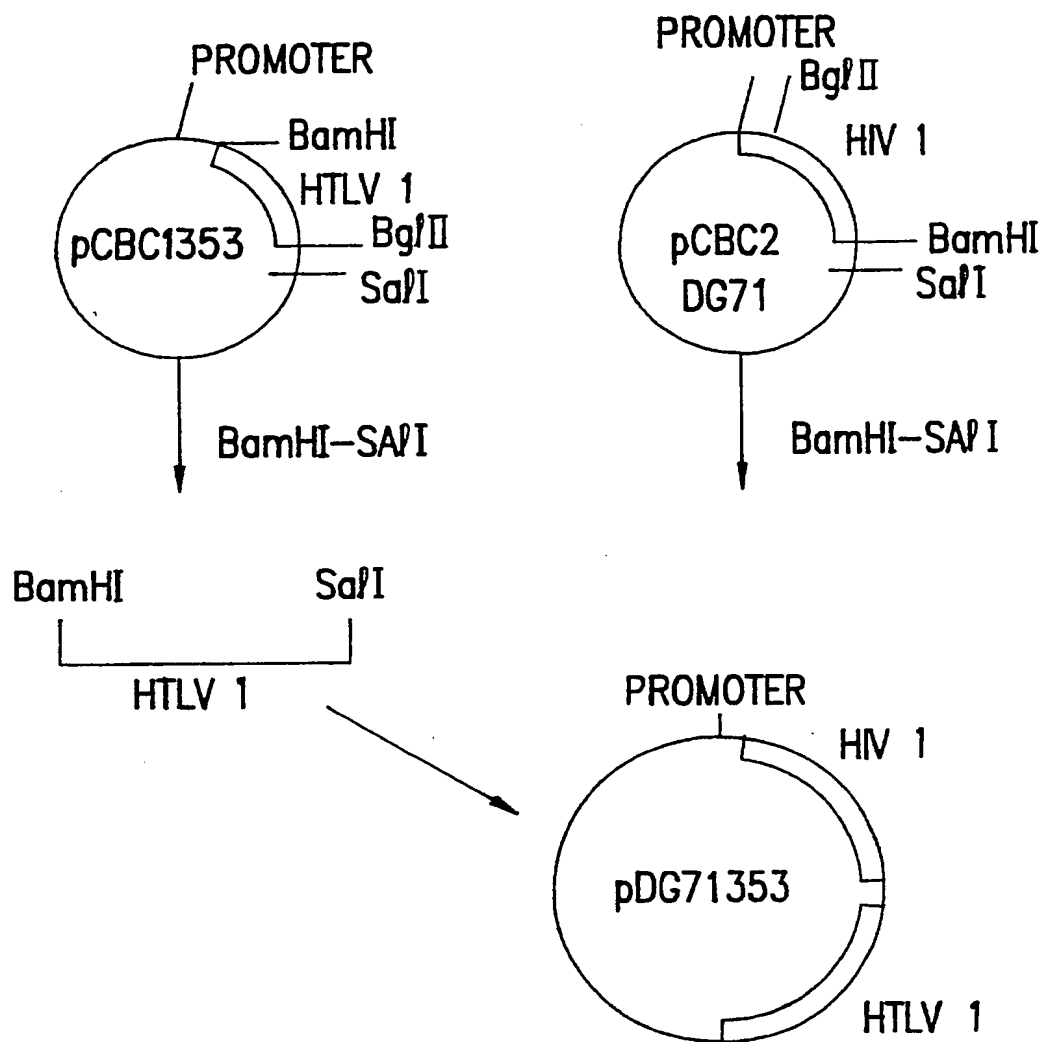 PROMOTER
BamHI
HTLV 1
pCBC1353
BglII
SalI
BamHI-SAlI
PROMOTER
BglII
HIV 1
pCBC2
DG71
BamHI
SalI
BamHI-SAlI
BamHI
SalI
HTLV 1
PROMOTER
HIV 1
pDG71353
HTLV 1